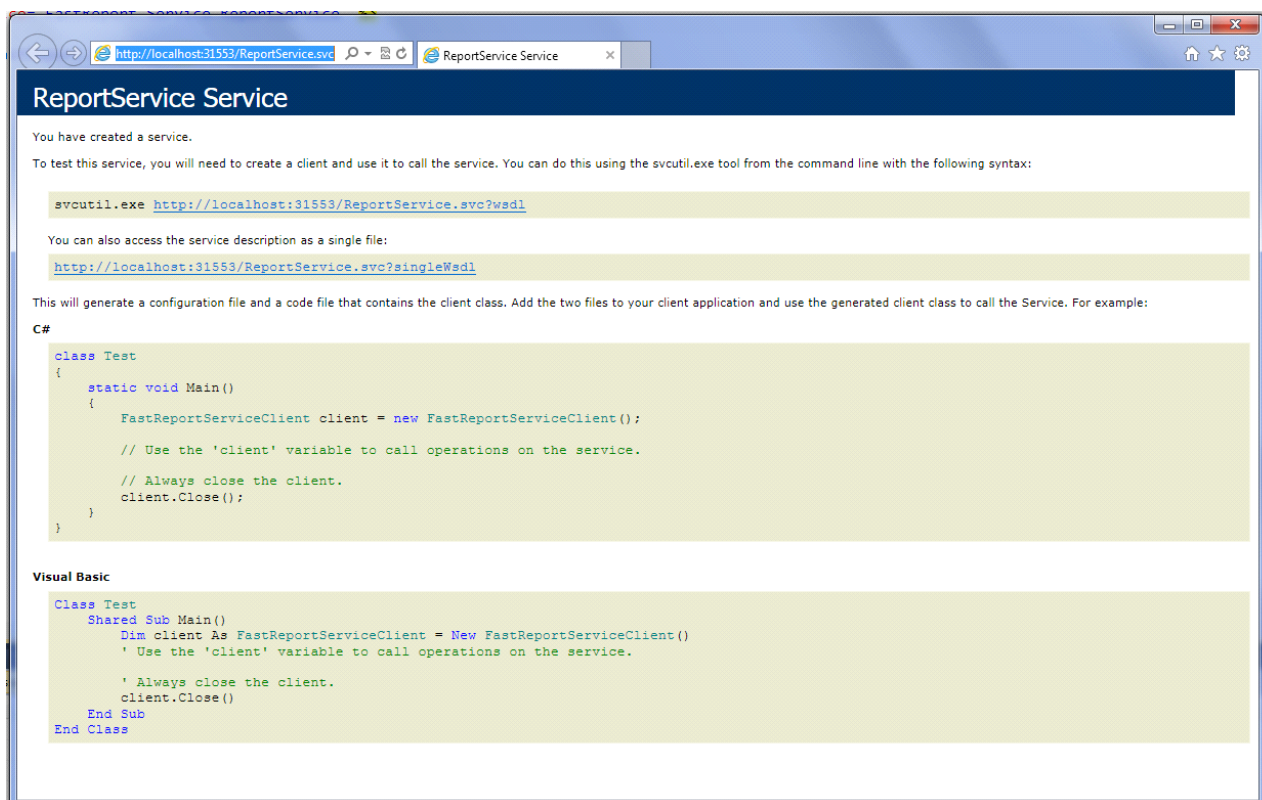 http://localhost:31553/ReportService.svc
ReportService Service
ReportService Service
You have created a service.
To test this service, you will need to create a client and use it to call the service. You can do this using the svcutil.exe tool from the command line with the following syntax:
svcutil.exe http://localhost:31553/ReportService.svc?wsdl
You can also access the service description as a single file:
http://localhost:31553/ReportService.svc?singleWsdl
This will generate a configuration file and a code file that contains the client class. Add the two files to your client application and use the generated client class to call the Service. For example:
C#
class Test
{
    static void Main()
    {
        FastReportServiceClient client = new FastReportServiceClient();
        // Use the 'client' variable to call operations on the service.
        // Always close the client.
        client.Close();
    }
}
Visual Basic
Class Test
    Shared Sub Main()
        Dim client As FastReportServiceClient = New FastReportServiceClient()
        ' Use the 'client' variable to call operations on the service.
        ' Always close the client.
        client.Close()
    End Sub
End Class